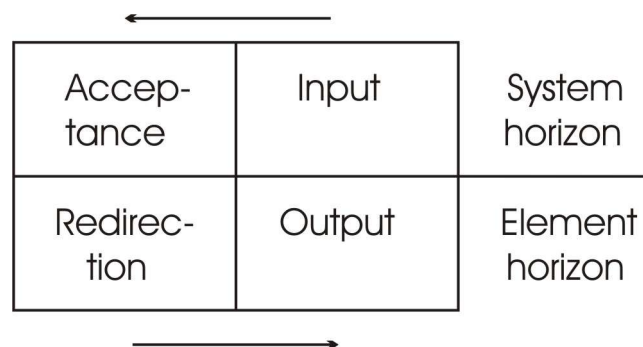 Accep-
tance
Input
System
horizon
Redirec-
tion
Output
Element
horizon